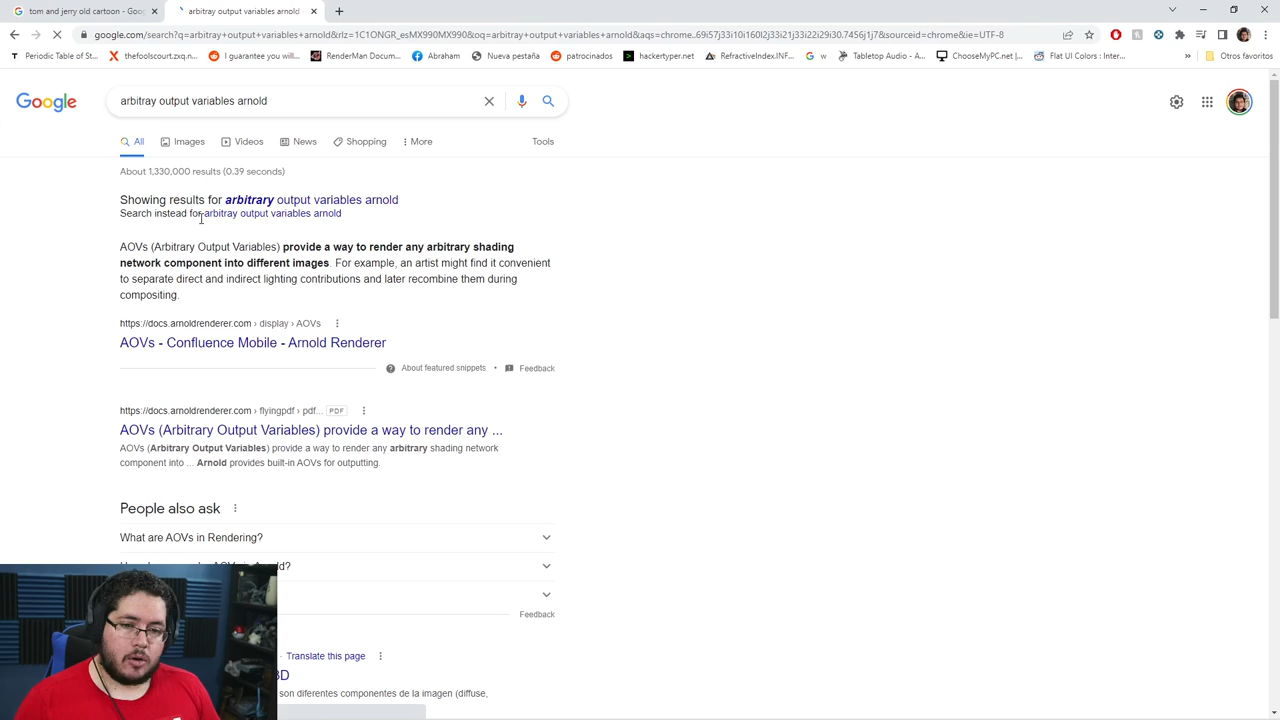 tom and jerry old cartoon - Goo
arbitray output variables arnold
google.com/search?q=arbitray+output+variables+arnold&rlz=1C1ONGR_esMX990MX990&oq=arbitray+output+variables+arnold&aqs=chrome..69i57j33i10i160l2j33i21j33i22i29i30.7456j1j7&sourceid=chrome&ie=UTF-8
Periodic Table of St...
thefoolscourt.zxq.n...
I guarantee you will...
RenderMan Docum...
Abraham
Nueva pestaña
patrocinados
hackertyper.net
RefractiveIndex.INF...
w
Tabletop Audio - A...
ChooseMyPC.net |...
Flat UI Colors : Inter...
»
Otros favoritos
Google
arbitray output variables arnold
All
Images
Videos
News
Shopping
More
Tools
About 1,330,000 results (0.39 seconds)
Showing results for arbitrary output variables arnold
Search instead for arbitray output variables arnold
AOVs (Arbitrary Output Variables) provide a way to render any arbitrary shading
network component into different images. For example, an artist might find it convenient
to separate direct and indirect lighting contributions and later recombine them during
compositing.
https://docs.arnoldrenderer.com › display › AOVs
AOVs - Confluence Mobile - Arnold Renderer
About featured snippets • Feedback
https://docs.arnoldrenderer.com › flyingpdf › pdf... PDF
AOVs (Arbitrary Output Variables) provide a way to render any ...
AOVs (Arbitrary Output Variables) provide a way to render any arbitrary shading network
component into ... Arnold provides built-in AOVs for outputting.
People also ask
What are AOVs in Rendering?
Feedback
· Translate this page
son diferentes componentes de la imagen (diffuse,